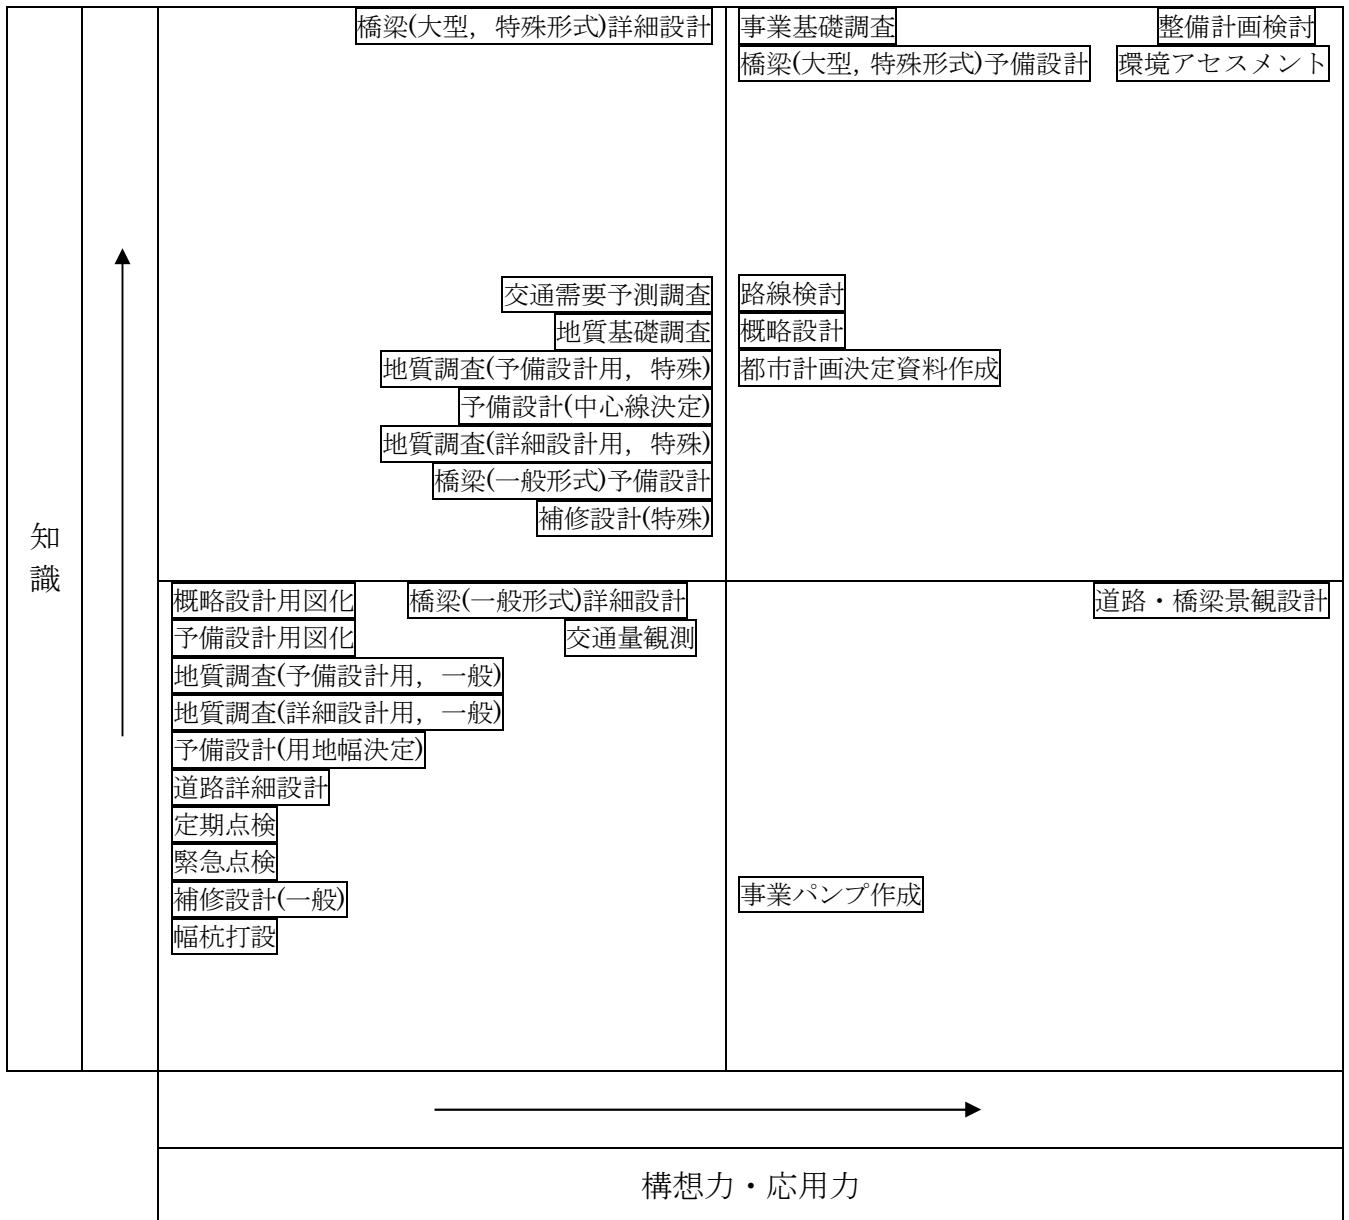 橋梁(大型，特殊形式)詳細設計
事業基礎調査
整備計画検討
橋梁(大型, 特殊形式)予備設計
環境アセスメント
交通需要予測調査
地質基礎調査
地質調査(予備設計用，特殊)
予備設計(中心線決定)
地質調査(詳細設計用，特殊)
橋梁(一般形式)予備設計
補修設計(特殊)
路線検討
概略設計
都市計画決定資料作成
知
識
概略設計用図化
橋梁(一般形式)詳細設計
予備設計用図化
交通量観測
地質調査(予備設計用，一般)
地質調査(詳細設計用，一般)
予備設計(用地幅決定)
道路詳細設計
定期点検
緊急点検
補修設計(一般)
幅杭打設
道路・橋梁景観設計
事業パンプ作成
構想力・応用力